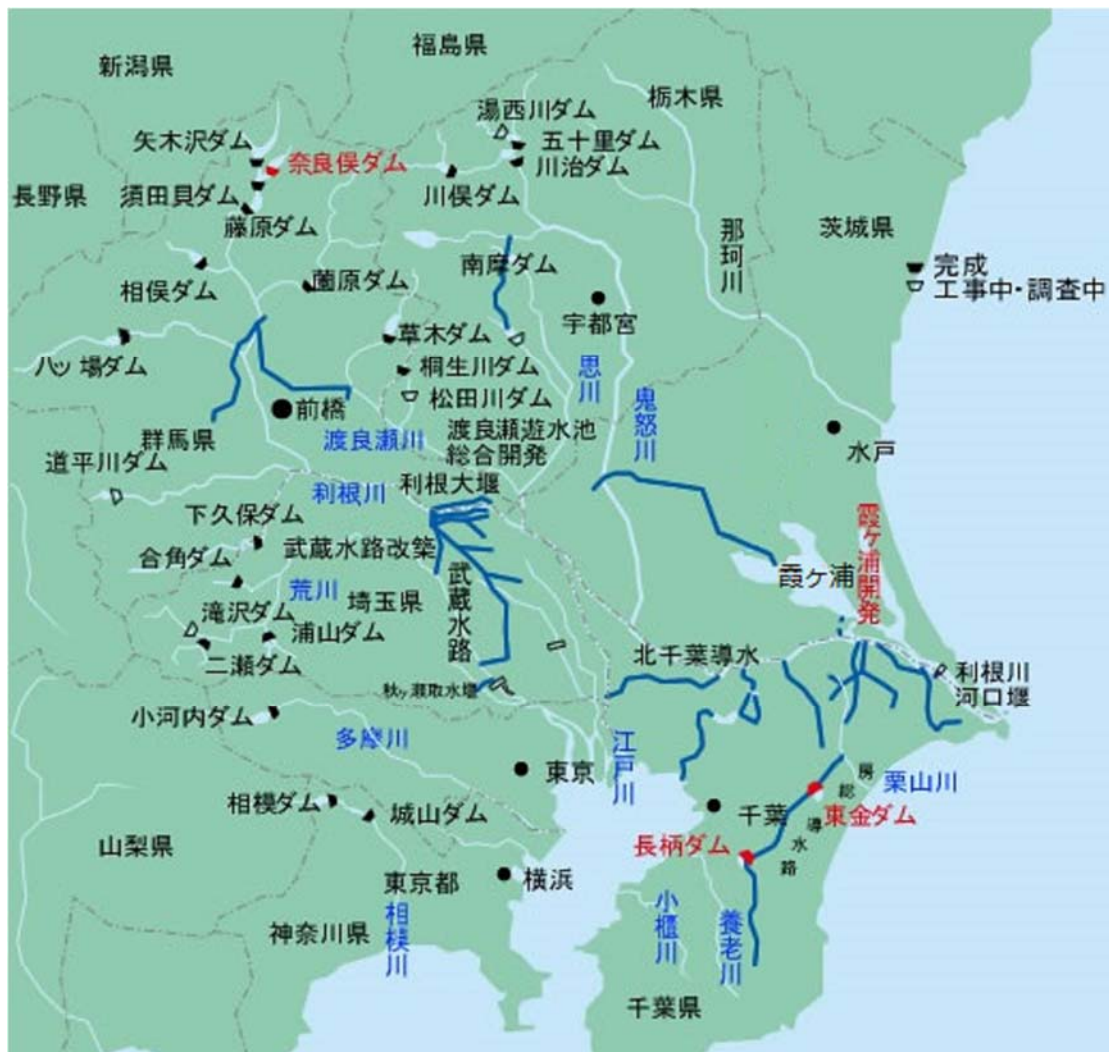 新潟県
福島県
栃木県
湯西川ダム
矢木沢ダム
奈良俣ダム
五十里ダム
川治ダム
長野県
須田貝ダム
川俣ダム
藤原ダム
茨城県
那珂川
完成
工事中・調査中
相俣ダム
薗原ダム
南摩ダム
宇都宮
八ッ場ダム
草木ダム
桐生川ダム
松田川ダム
思川
鬼怒川
前橋
群馬県
渡良瀬川
渡良瀬遊水池
総合開発
水戸
道平川ダム
利根川
利根大堰
下久保ダム
合角ダム
武蔵水路改築
武蔵水路
荒川
埼玉県
霞ヶ浦
霞ヶ浦開発
滝沢ダム
浦山ダム
二瀬ダム
北千葉導水
利根川
河口堰
秋ヶ瀬取水堰
小河内ダム
多摩川
江戸川
東京
栗山川
房総導水路
相模ダム
城山ダム
千葉
東金ダム
長柄ダム
山梨県
東京都
横浜
神奈川県
相模川
小櫃川
養老川
千葉県